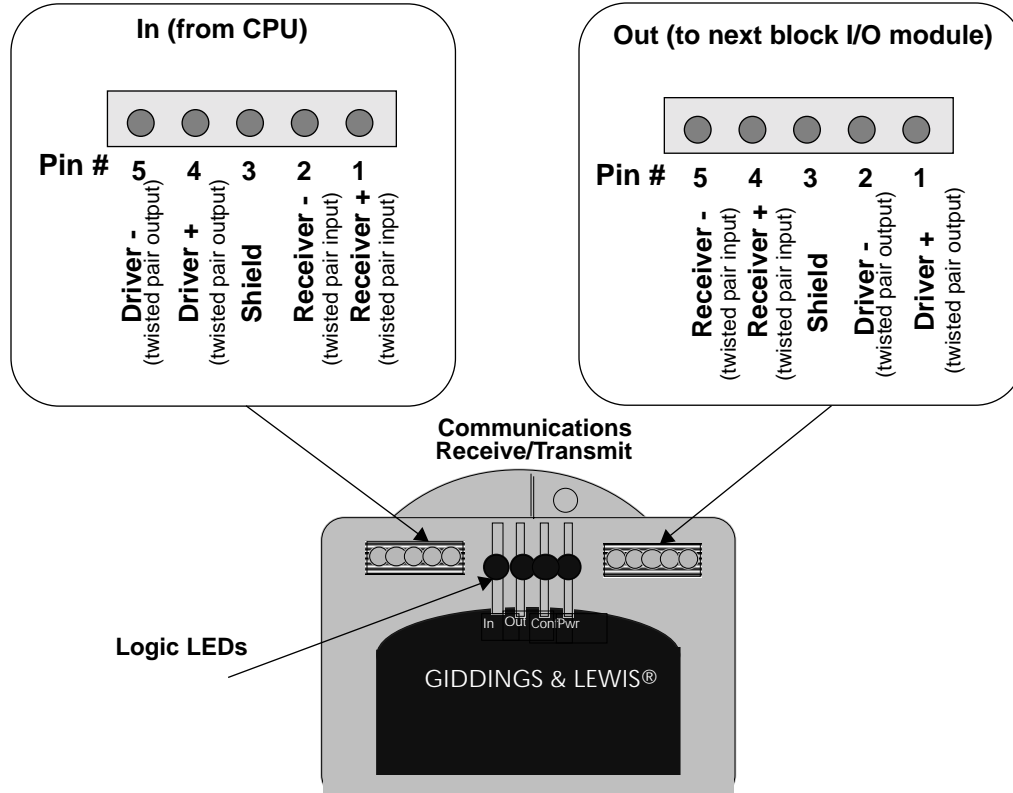 In (from CPU)
Pin #
5 4 3 2 1
Driver -
(twisted pair output)
Driver +
(twisted pair output)
Shield
Receiver -
(twisted pair input)
Receiver +
(twisted pair input)
Out (to next block I/O module)
Pin #
5 4 3 2 1
Receiver -
(twisted pair input)
Receiver +
(twisted pair input)
Shield
Driver -
(twisted pair output)
Driver +
(twisted pair output)
Communications
Receive/Transmit
Logic LEDs
In Out Conf Pwr
GIDDINGS & LEWIS®